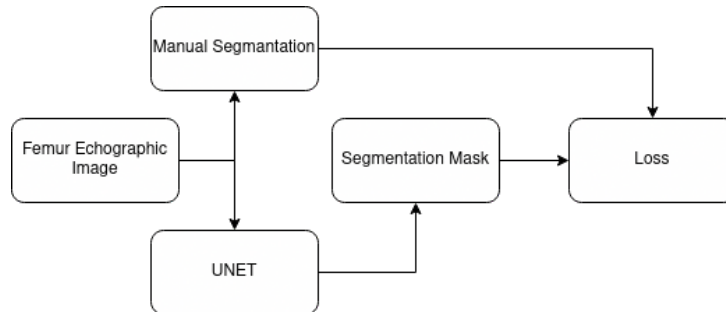 Manual Segmantation
Femur Echographic
Image
Segmentation Mask
Loss
UNET